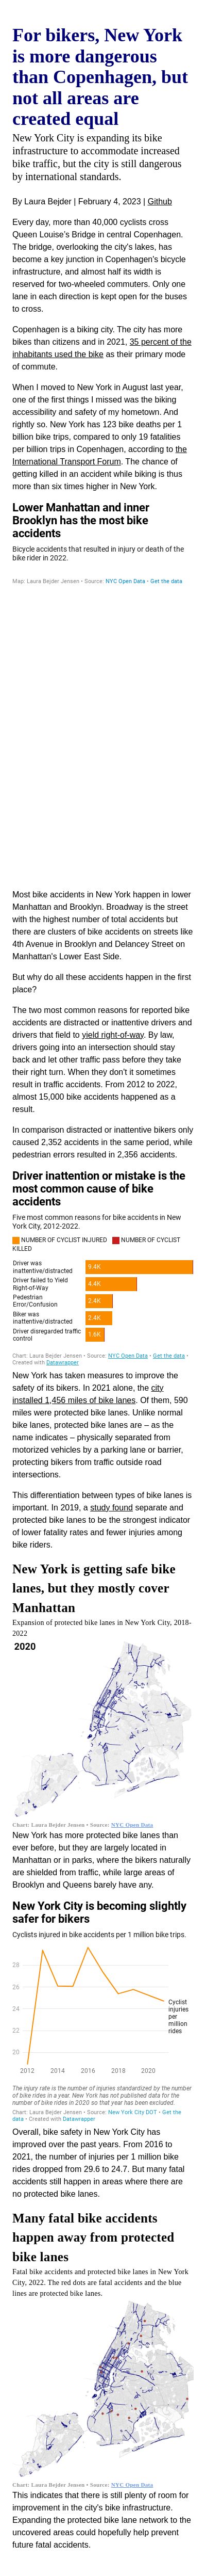 For bikers, New York
is more dangerous
than Copenhagen, but
not all areas are
created equal
New York City is expanding its bike
infrastructure to accommodate increased
bike traffic, but the city is still dangerous
by international standards.
By Laura Bejder | February 4, 2023 | Github
Every day, more than 40,000 cyclists cross
Queen Louise's Bridge in central Copenhagen.
The bridge, overlooking the city's lakes, has
become a key junction in Copenhagen's bicycle
infrastructure, and almost half its width is
reserved for two-wheeled commuters. Only one
lane in each direction is kept open for the buses
to cross.
Copenhagen is a biking city. The city has more
bikes than citizens and in 2021, 35 percent of the
inhabitants used the bike as their primary mode
of commute.
When I moved to New York in August last year,
one of the first things I missed was the biking
accessibility and safety of my hometown. And
rightly so. New York has 123 bike deaths per 1
billion bike trips, compared to only 19 fatalities
per billion trips in Copenhagen, according to the
International Transport Forum. The chance of
getting killed in an accident while biking is thus
more than six times higher in New York.
Lower Manhattan and inner
Brooklyn has the most bike
accidents
Bicycle accidents that resulted in injury or death of the
bike rider in 2022.
Map: Laura Bejder Jensen • Source: NYC Open Data • Get the data
Most bike accidents in New York happen in lower
Manhattan and Brooklyn. Broadway is the street
with the highest number of total accidents but
there are clusters of bike accidents on streets like
4th Avenue in Brooklyn and Delancey Street on
Manhattan's Lower East Side.
But why do all these accidents happen in the first
place?
The two most common reasons for reported bike
accidents are distracted or inattentive drivers and
drivers that field to yield right-of-way. By law,
drivers going into an intersection should stay
back and let other traffic pass before they take
their right turn. When they don't it sometimes
result in traffic accidents. From 2012 to 2022,
almost 15,000 bike accidents happened as a
result.
In comparison distracted or inattentive bikers only
caused 2,352 accidents in the same period, while
pedestrian errors resulted in 2,356 accidents.
Driver inattention or mistake is the
most common cause of bike
accidents
Five most common reasons for bike accidents in New
York City, 2012-2022.
NUMBER OF CYCLIST INJURED NUMBER OF CYCLIST
KILLED
Driver was
inattentive/distracted
9.4K
Driver failed to Yield
Right-of-Way
4.4K
Pedestrian
Error/Confusion
2.4K
Biker was
inattentive/distracted
2.4K
Driver disregarded traffic
control
1.6K
Chart: Laura Bejder Jensen • Source: NYC Open Data • Get the data •
Created with Datawrapper
New York has taken measures to improve the
safety of its bikers. In 2021 alone, the city
installed 1,456 miles of bike lanes. Of them, 590
miles were protected bike lanes. Unlike normal
bike lanes, protected bike lanes are – as the
name indicates – physically separated from
motorized vehicles by a parking lane or barrier,
protecting bikers from traffic outside road
intersections.
This differentiation between types of bike lanes is
important. In 2019, a study found separate and
protected bike lanes to be the strongest indicator
of lower fatality rates and fewer injuries among
bike riders.
New York is getting safe bike
lanes, but they mostly cover
Manhattan
Expansion of protected bike lanes in New York City, 2018-
2022
2020
Chart: Laura Bejder Jensen • Source: NYC Open Data
New York has more protected bike lanes than
ever before, but they are largely located in
Manhattan or in parks, where the bikers naturally
are shielded from traffic, while large areas of
Brooklyn and Queens barely have any.
New York City is becoming slightly
safer for bikers
Cyclists injured in bike accidents per 1 million bike trips.
28
26
24
22
20
2012 2014 2016 2018 2020
Cyclist
injuries
per
million
rides
The injury rate is the number of injuries standardized by the number
of bike rides in a year. New York has not published data for the
number of bike rides in 2020 so that year has been excluded.
Chart: Laura Bejder Jensen • Source: New York City DOT • Get the
data • Created with Datawrapper
Overall, bike safety in New York City has
improved over the past years. From 2016 to
2021, the number of injuries per 1 million bike
rides dropped from 29.6 to 24.7. But many fatal
accidents still happen in areas where there are
no protected bike lanes.
Many fatal bike accidents
happen away from protected
bike lanes
Fatal bike accidents and protected bike lanes in New York
City, 2022. The red dots are fatal accidents and the blue
lines are protected bike lanes.
Chart: Laura Bejder Jensen • Source: NYC Open Data
This indicates that there is still plenty of room for
improvement in the city's bike infrastructure.
Expanding the protected bike lane network to the
uncovered areas could hopefully help prevent
future fatal accidents.